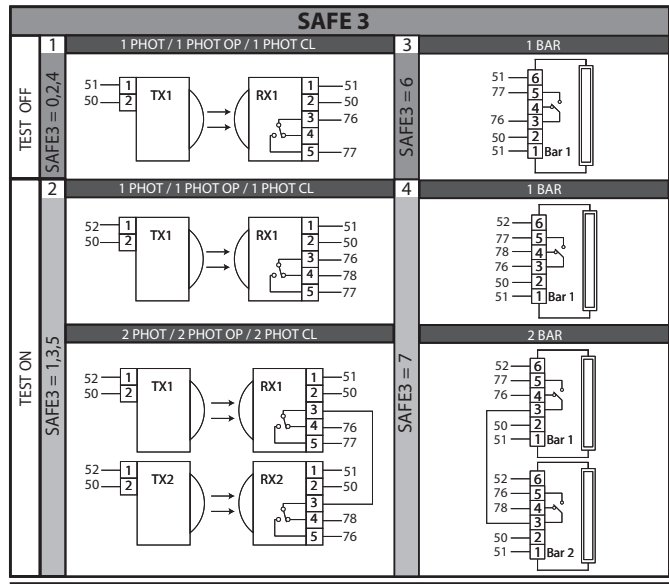 SAFE 3
TEST OFF
SAFE3 = 0,2,4
1
1 PHOT / 1 PHOT OP / 1 PHOT CL
51 1
50 2
TX1
RX1
1 51
2 50
3 76
4
5 77
SAFE3 = 6
3
1 BAR
51 6
77 5
4
76 3
50 2
51 1 Bar 1
TEST ON
SAFE3 = 1,3,5
2
1 PHOT / 1 PHOT OP / 1 PHOT CL
52 1
50 2
TX1
RX1
1 51
2 50
3 76
4 78
5 77
2 PHOT / 2 PHOT OP / 2 PHOT CL
52 1
50 2
TX1
RX1
1 51
2 50
3
4 76
5 77
52 1
50 2
TX2
RX2
1 51
2 50
3
4 78
5 76
SAFE3 = 7
4
1 BAR
52 6
77 5
78 4
76 3
50 2
51 1 Bar 1
2 BAR
52 6
77 5
76 4
3
50 2
51 1 Bar 1
52 6
76 5
78 4
3
50 2
51 1 Bar 2